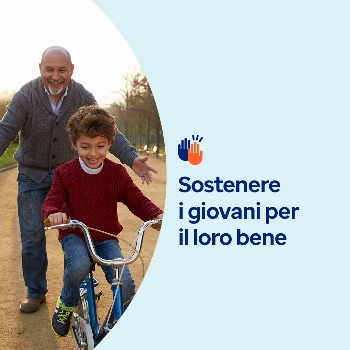 Sostenere
i giovani per
il loro bene